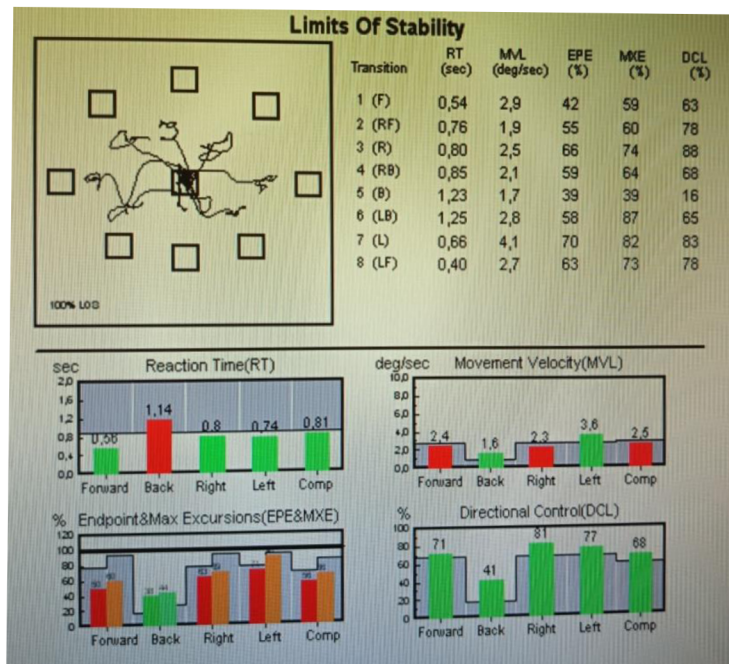 Limits Of Stability
Transition RT (sec) MVL (deg/sec) EPE (%) MXE (%) DCL (%)
1 (F) 0,54 2,9 42 59 63
2 (RF) 0,76 1,9 55 60 78
3 (R) 0,80 2,5 66 74 88
4 (RB) 0,85 2,1 59 64 68
5 (B) 1,23 1,7 39 39 16
6 (LB) 1,25 2,8 58 87 65
7 (L) 0,66 4,1 70 82 83
8 (LF) 0,40 2,7 63 73 78
100% LOS
sec Reaction Time(RT)
2,0
1,6
1,2
0,8
0,4
0,0
0,56 1,14 0,8 0,74 0,81
Forward Back Right Left Comp
deg/sec Movement Velocity(MVL)
10,0
8,0
6,0
4,0
2,0
0,0
2,4 1,6 2,3 3,6 2,5
Forward Back Right Left Comp
% Endpoint&Max Excursions(EPE&MXE)
120
100
80
60
40
20
0
Forward Back Right Left Comp
% Directional Control(DCL)
100
80
60
40
20
0
71 41 81 77 68
Forward Back Right Left Comp